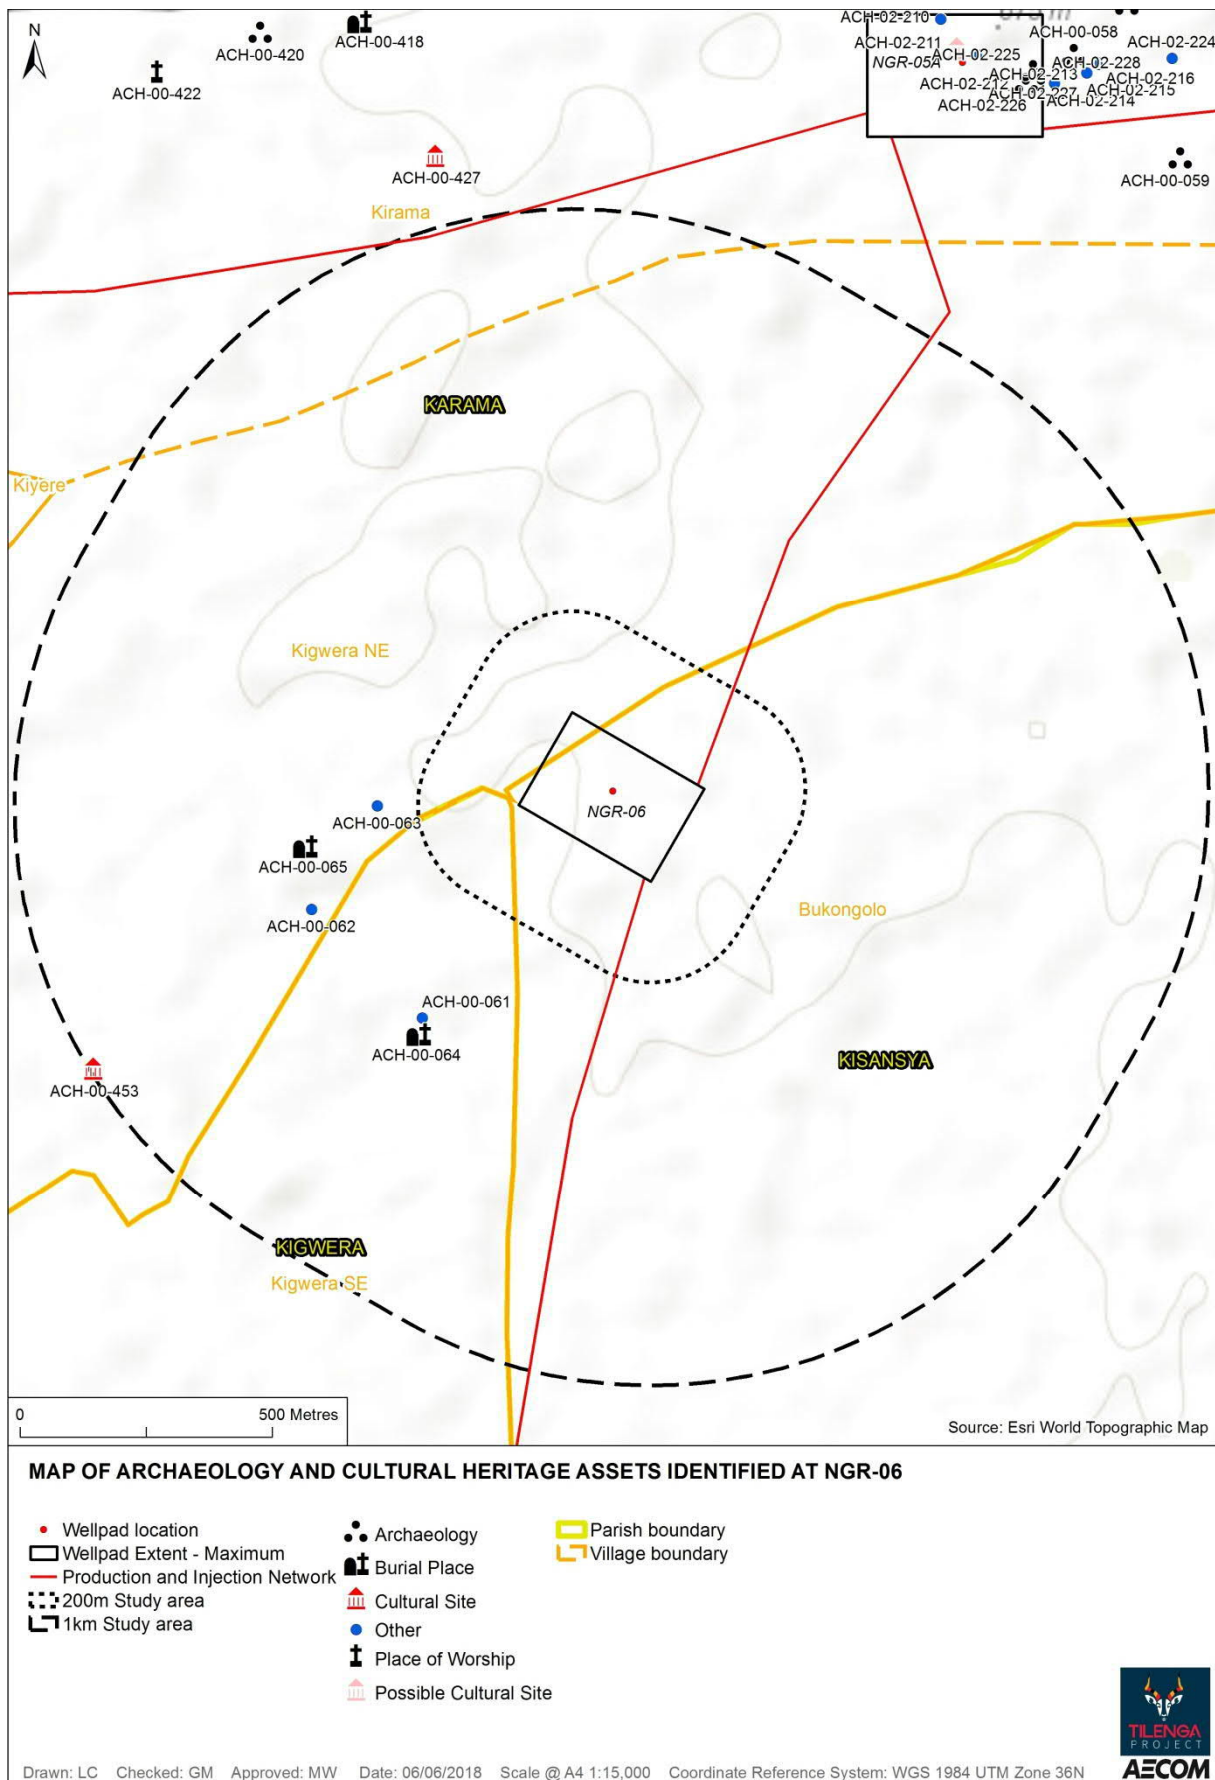 N
ACH-00-420
ACH-00-418
ACH-00-422
ACH-00-427
Kirama
673 m
ACH-02-210
ACH-00-058
ACH-02-211
ACH-02-225
ACH-02-224
NGR-05A
ACH-02-228
ACH-02-213
ACH-02-216
ACH-02-212
ACH-02-227
ACH-02-215
ACH-02-226
ACH-02-214
ACH-00-059
KARAMA
Kiyere
Kigwera NE
NGR-06
ACH-00-063
ACH-00-065
ACH-00-062
Bukongolo
ACH-00-061
ACH-00-064
KISANSYA
ACH-00-453
KIGWERA
Kigwera SE
0 500 Metres
Source: Esri World Topographic Map
MAP OF ARCHAEOLOGY AND CULTURAL HERITAGE ASSETS IDENTIFIED AT NGR-06
Wellpad location
Wellpad Extent - Maximum
Production and Injection Network
200m Study area
1km Study area
Archaeology
Burial Place
Cultural Site
Other
Place of Worship
Possible Cultural Site
Parish boundary
Village boundary
TILENGA
PROJECT
AECOM
Drawn: LC Checked: GM Approved: MW Date: 06/06/2018 Scale @ A4 1:15,000 Coordinate Reference System: WGS 1984 UTM Zone 36N